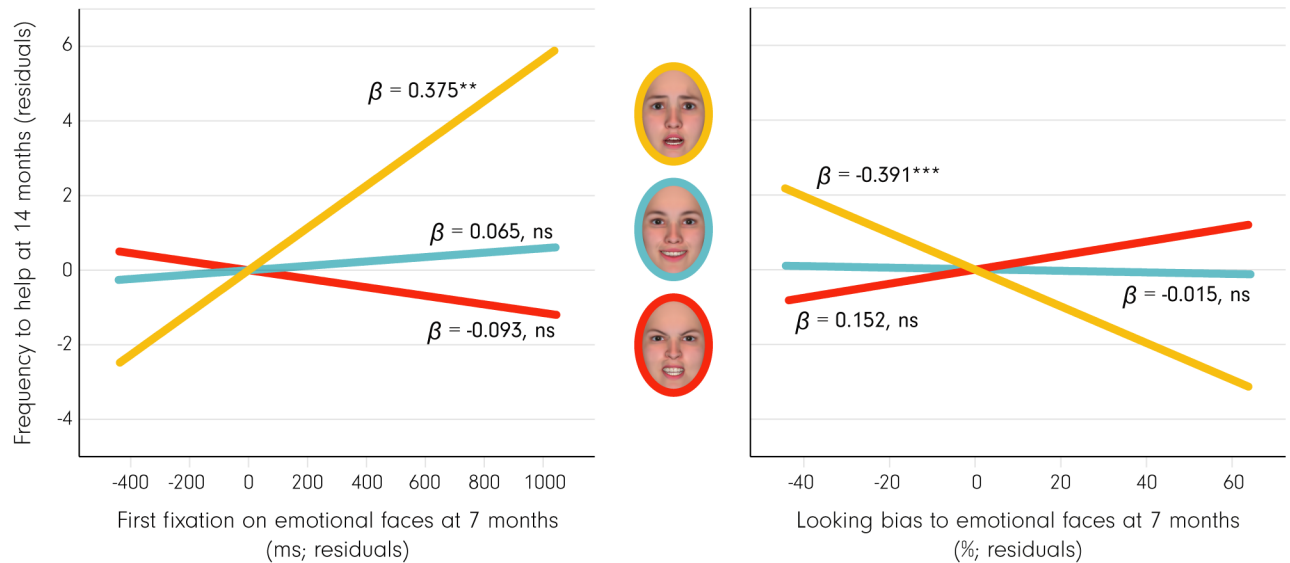 Frequency to help at 14 months (residuals)
6
4
2
0
-2
-4
β = 0.375**
β = 0.065, ns
β = -0.093, ns
-400 -200 0 200 400 600 800 1000
First fixation on emotional faces at 7 months
(ms; residuals)
β = -0.391***
β = -0.015, ns
β = 0.152, ns
-40 -20 0 20 40 60
Looking bias to emotional faces at 7 months
(%; residuals)